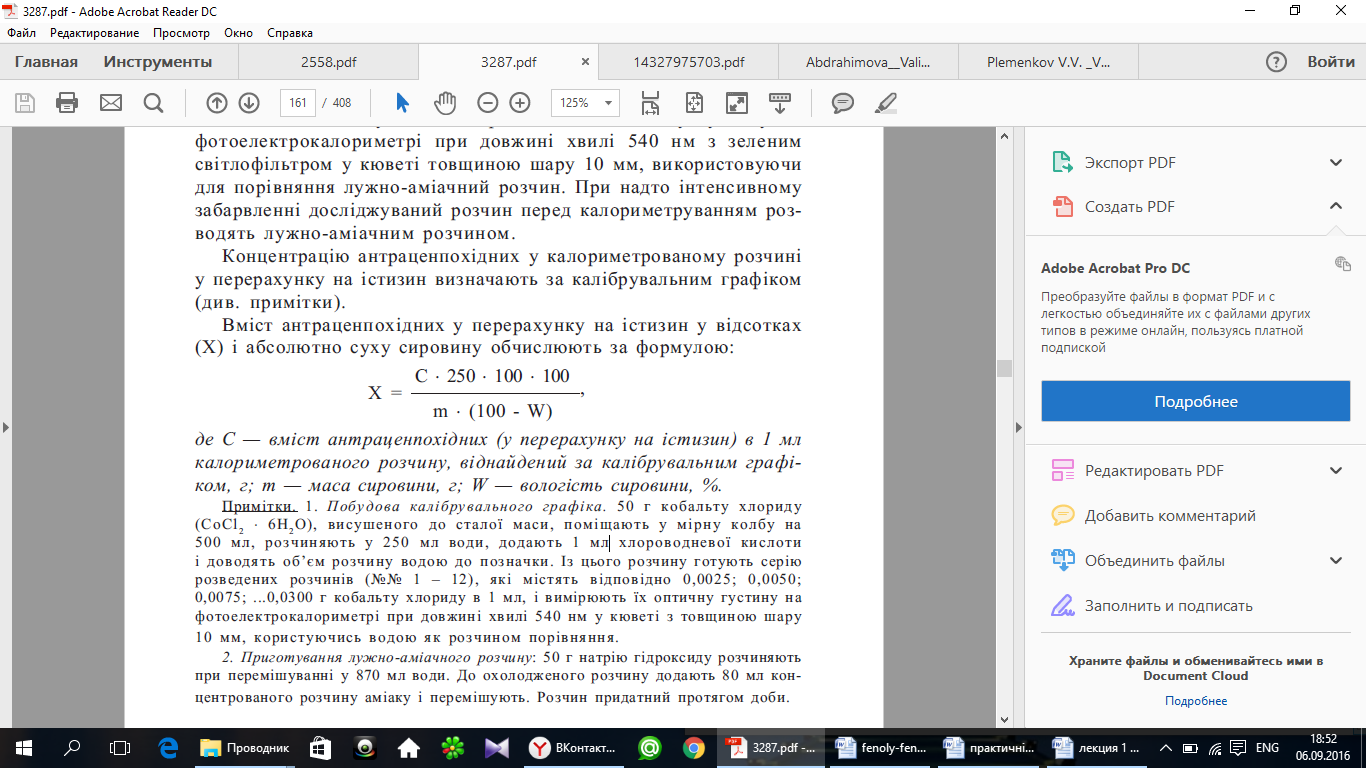 3287.pdf - Adobe Acrobat Reader DC
Файл Редактирование Просмотр Окно Справка
Главная Инструменты 2558.pdf 3287.pdf × 14327975703.pdf Abdrahimova__Vali... Plemenkov V.V. _V... ? Войти
161 / 408 125%
фотоелектрокалориметрі при довжині хвилі 540 нм з зеленим
світлофільтром у кюветі товщиною шару 10 мм, використовуючи
для порівняння лужно-аміачний розчин. При надто інтенсивному
забарвленні досліджуваний розчин перед калориметруванням роз-
водять лужно-аміачним розчином.
Концентрацію антраценпохідних у калориметрованому розчині
у перерахунку на істизин визначають за калібрувальним графіком
(див. примітки).
Вміст антраценпохідних у перерахунку на істизин у відсотках
(X) і абсолютно суху сировину обчислюють за формулою:
X = C · 250 · 100 · 100
m · (100 - W) ,
де С — вміст антраценпохідних (у перерахунку на істизин) в 1 мл
калориметрованого розчину, віднайдений за калібрувальним графі-
ком, г; m — маса сировини, г; W — вологість сировини, %.
Примітки. 1. Побудова калібрувального графіка. 50 г кобальту хлориду
(CoCl2 · 6H2O), висушеного до сталої маси, поміщають у мірну колбу на
500 мл, розчиняють у 250 мл води, додають 1 мл хлороводневої кислоти
і доводять об’єм розчину водою до позначки. Із цього розчину готують серію
розведених розчинів (№№ 1 – 12), які містять відповідно 0,0025; 0,0050;
0,0075; ...0,0300 г кобальту хлориду в 1 мл, і вимірюють їх оптичну густину на
фотоелектрокалориметрі при довжині хвилі 540 нм у кюветі з товщиною шару
10 мм, користуючись водою як розчином порівняння.
2. Приготування лужно-аміачного розчину: 50 г натрію гідроксиду розчиняють
при перемішуванні у 870 мл води. До охолодженого розчину додають 80 мл кон-
центрованого розчину аміаку і перемішують. Розчин придатний протягом доби.
Экспорт PDF
Создать PDF
Adobe Acrobat Pro DC
Преобразуйте файлы в формат PDF и с
легкостью объединяйте их с файлами других
типов в режиме онлайн, пользуясь платной
подпиской
Подробнее
Редактировать PDF
Добавить комментарий
Объединить файлы
Заполнить и подписать
Храните файлы и обменивайтесь ими в
Document Cloud
Подробнее
Проводник ВКонтакт... 3287.pdf -... fenoly-fen... практичні... лекция 1 ... ENG 18:52
06.09.2016